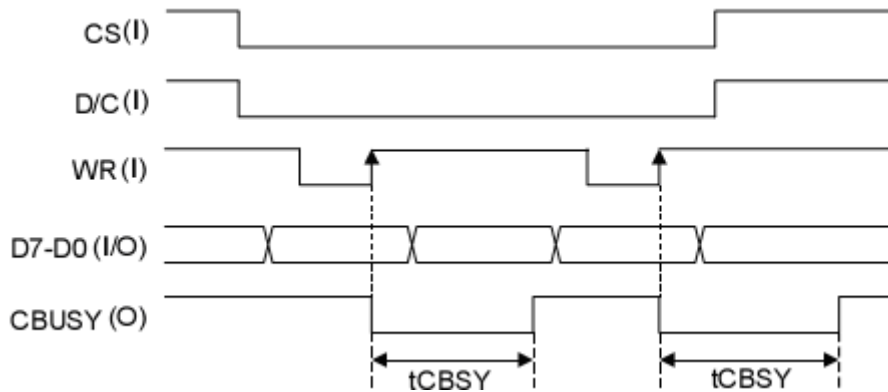 CS(I)
D/C(I)
WR(I)
D7-D0(I/O)
CBUSY(O)
tCBSY
tCBSY